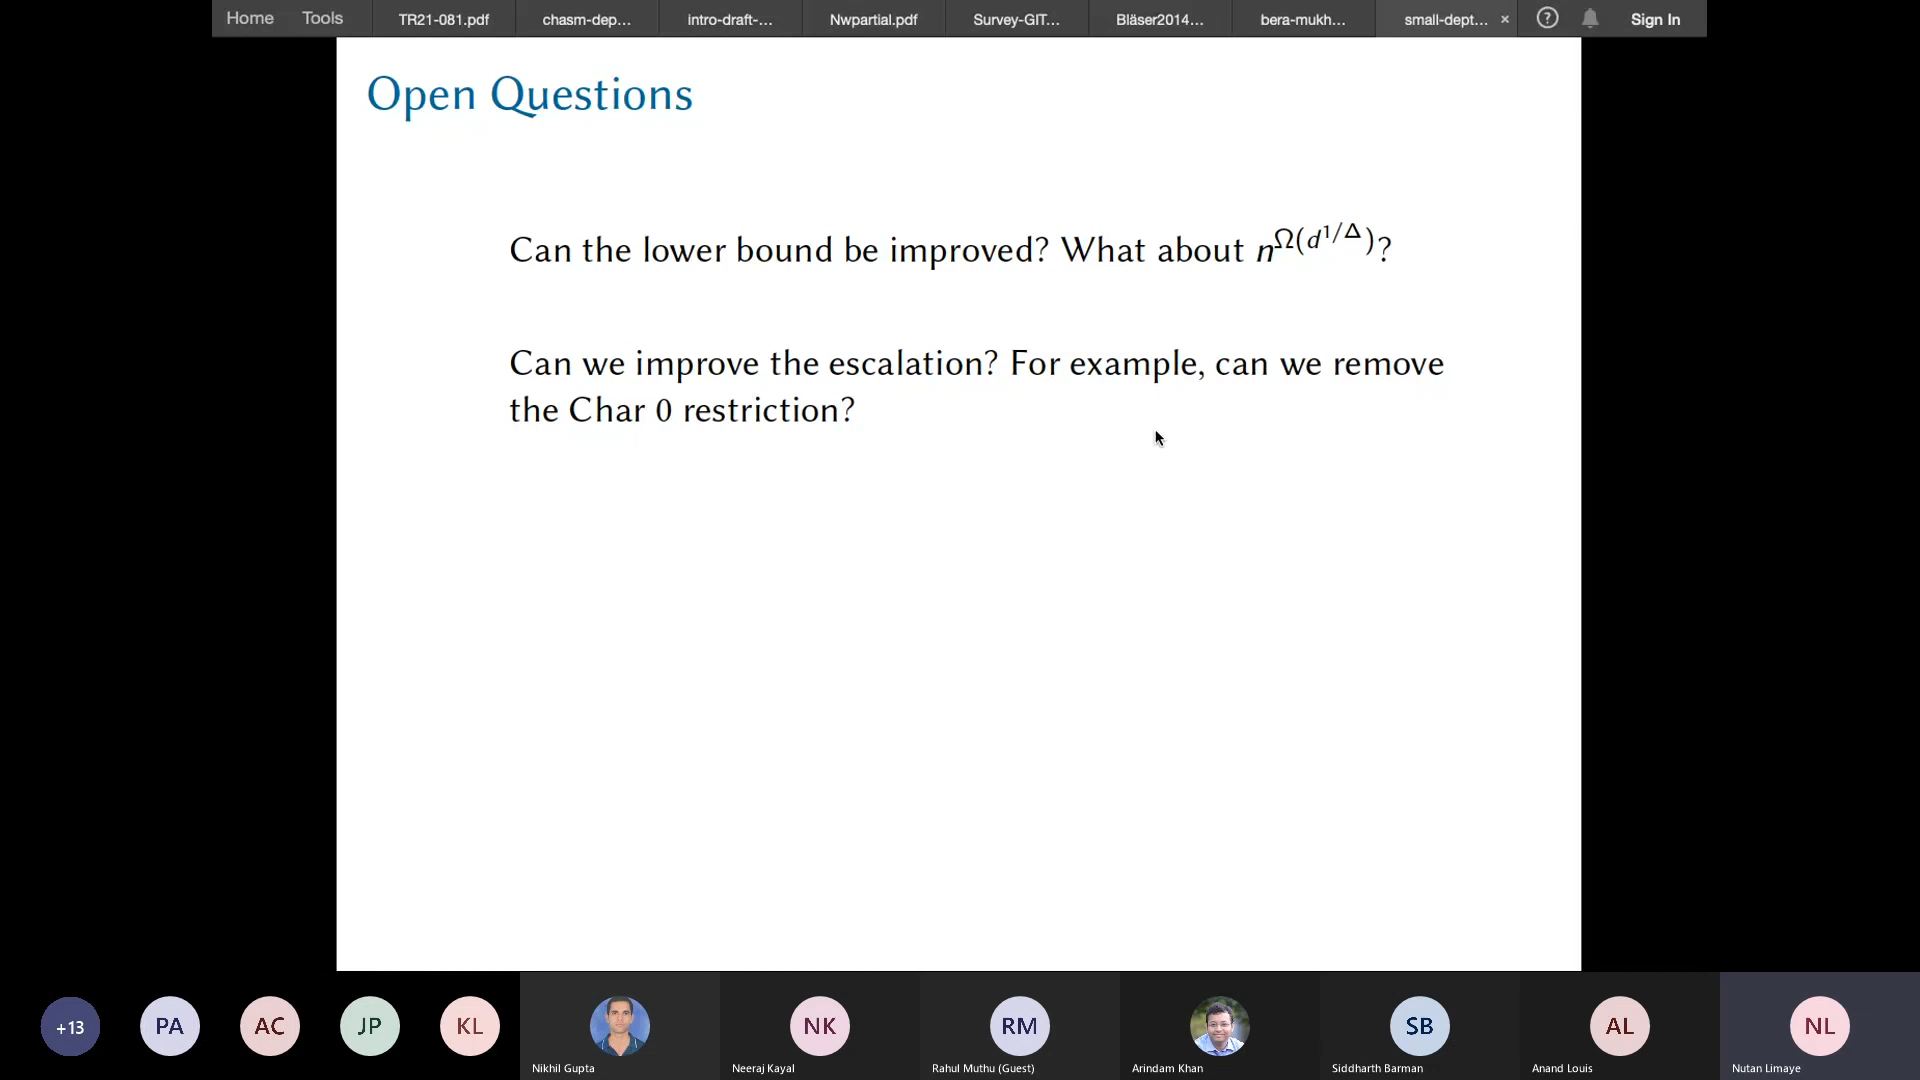 Home Tools TR21-081.pdf chasm-dep... intro-draft-... Nwpartial.pdf Survey-GIT... Bläser2014... bera-mukh... small-dept... × ? Sign In
Open Questions
Can the lower bound be improved? What about n^{Ω(d^{1/Δ})}?
Can we improve the escalation? For example, can we remove
the Char 0 restriction?
+13 PA AC JP KL NK RM SB AL NL
Nikhil Gupta Neeraj Kayal Rahul Muthu (Guest) Arindam Khan Siddharth Barman Anand Louis Nutan Limaye